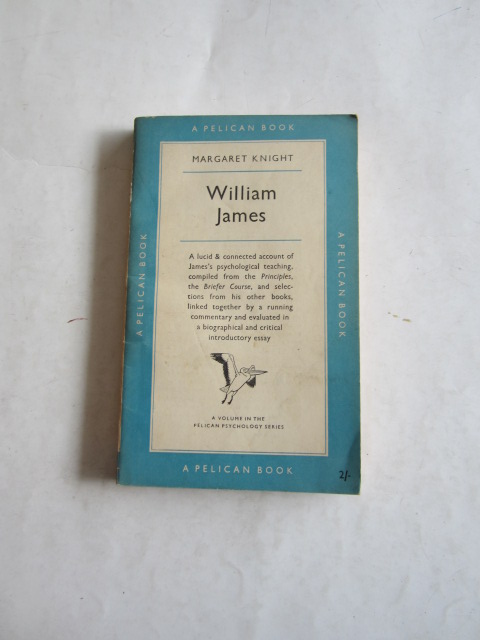 A PELICAN BOOK
MARGARET KNIGHT
William
James
A lucid & connected account of
James's psychological teaching,
compiled from the Principles,
the Briefer Course, and selec-
tions from his other books,
linked together by a running
commentary and evaluated in
a biographical and critical
introductory essay
A VOLUME IN THE
PELICAN PSYCHOLOGY SERIES
A PELICAN BOOK
A PELICAN BOOK
A PELICAN BOOK
2/-